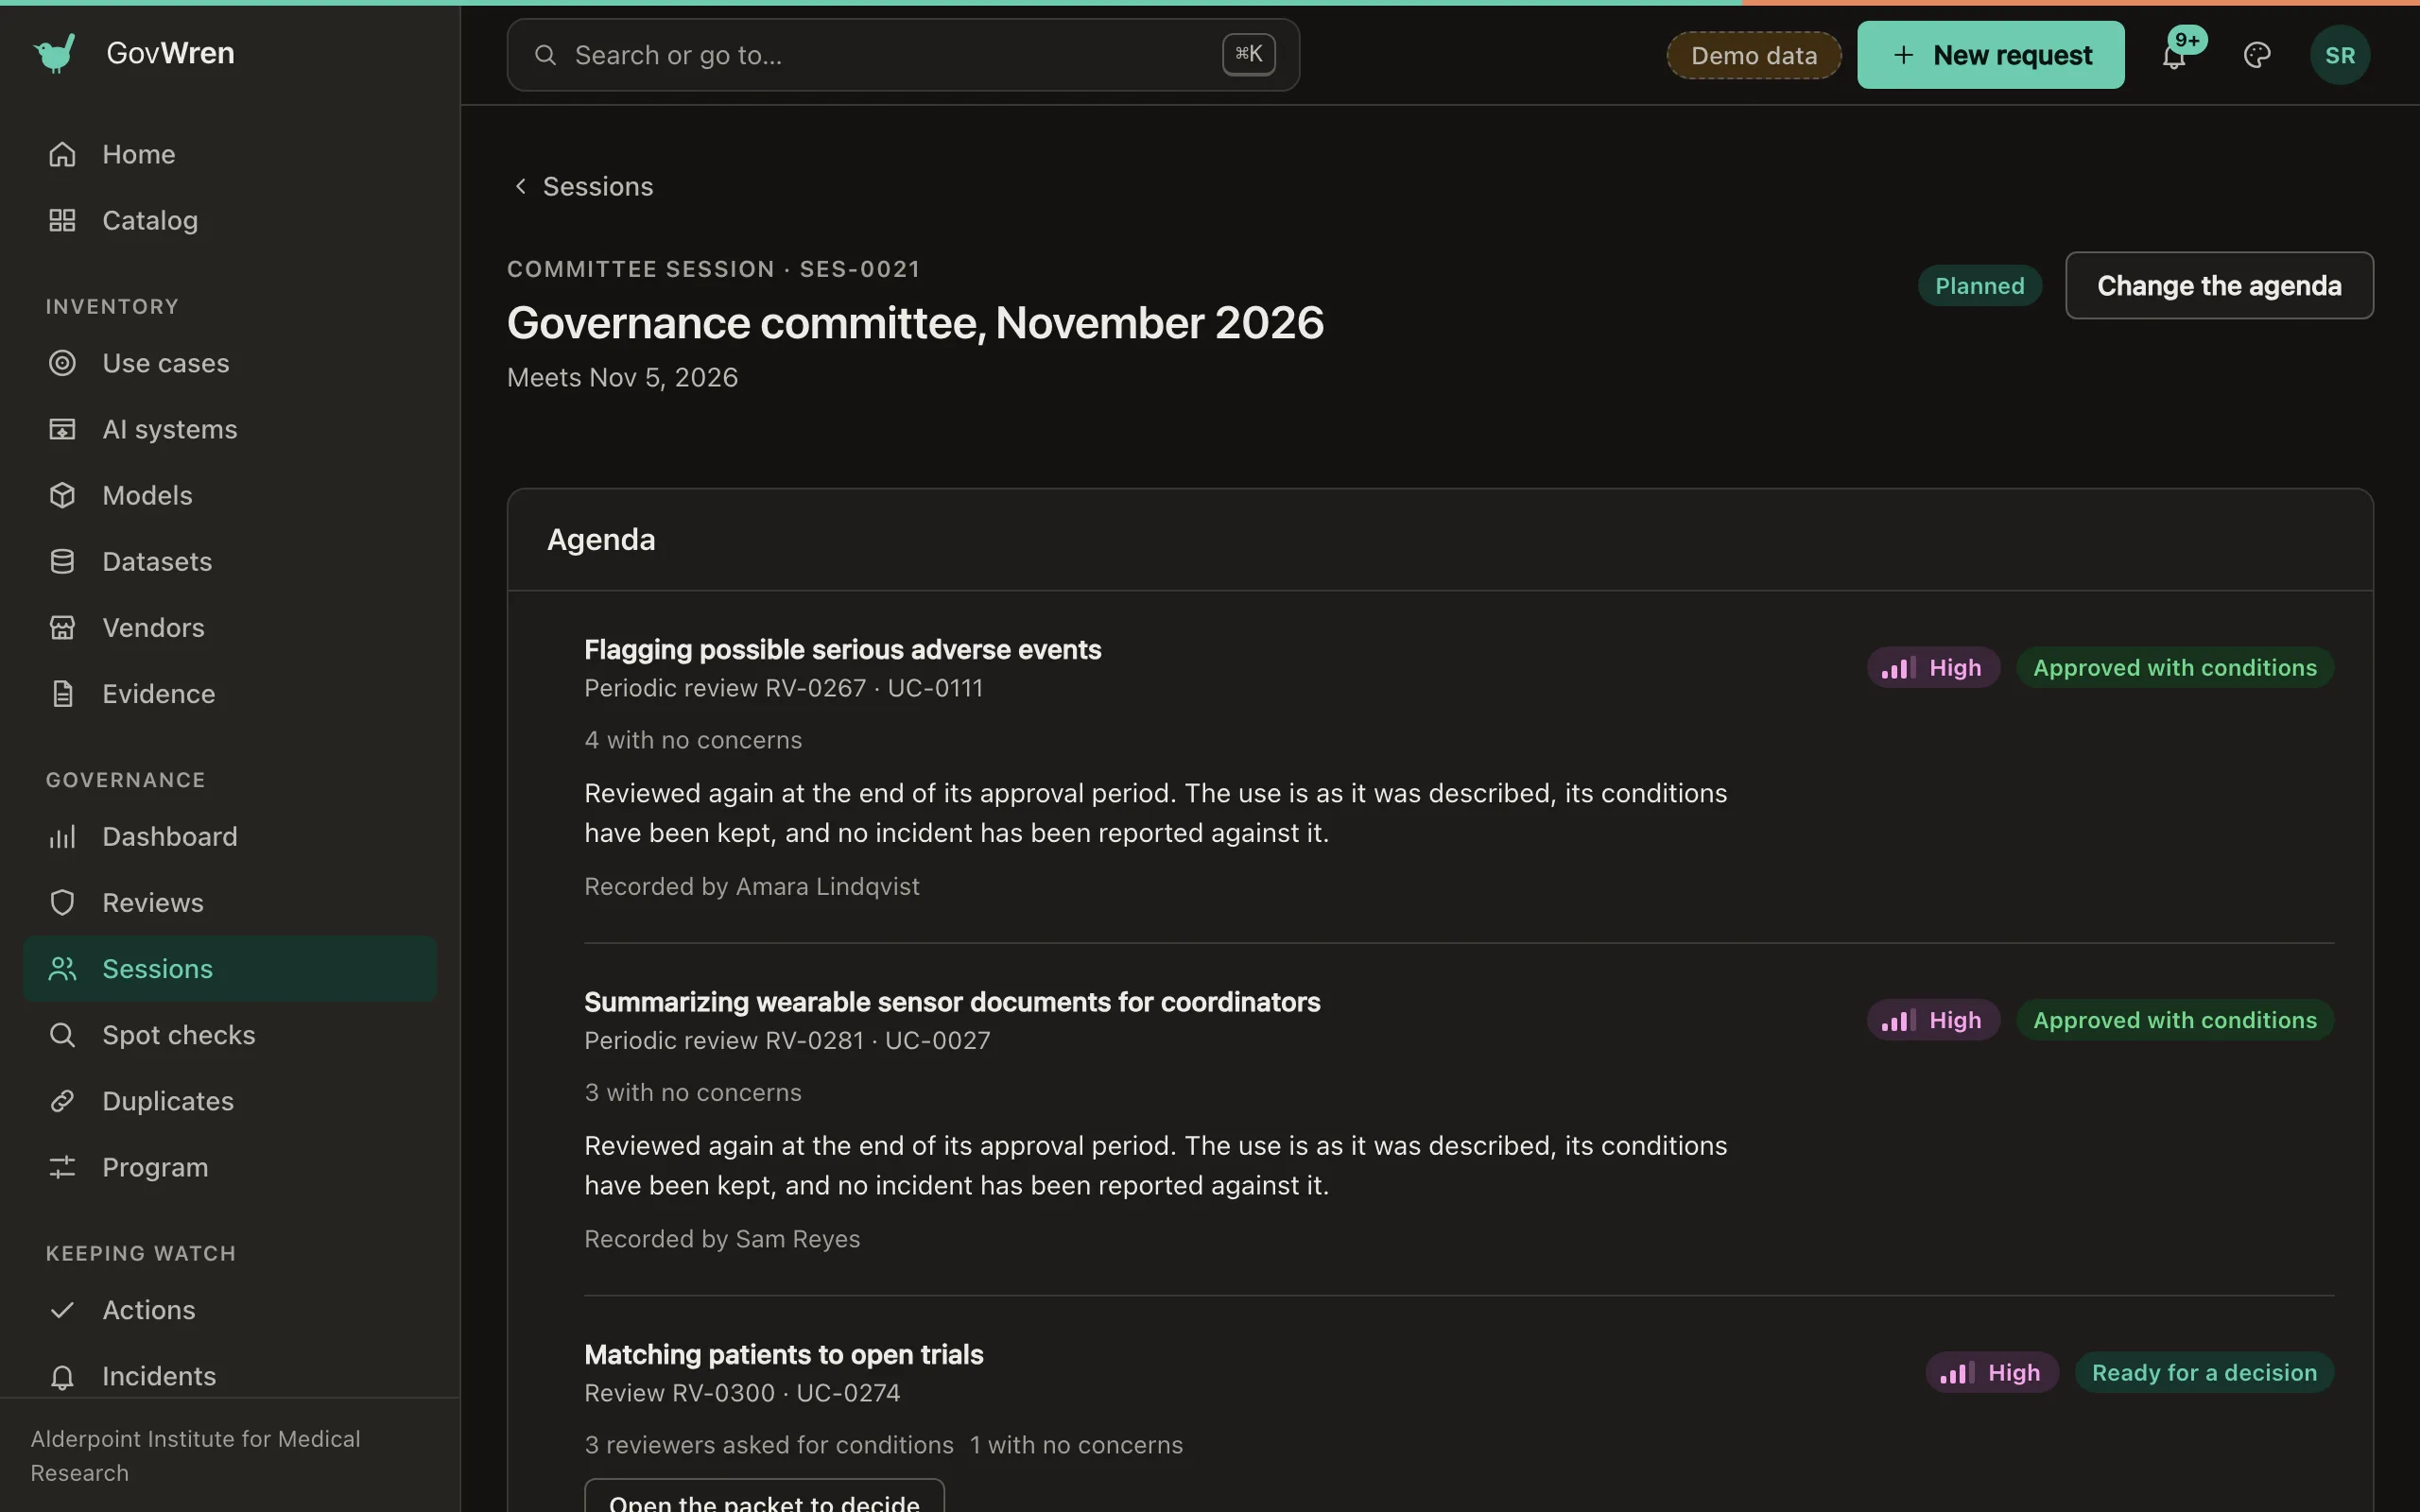 GovWren
Search or go to...
⌘K
Demo data
+ New request
9+
SR
Home
Catalog
INVENTORY
Use cases
AI systems
Models
Datasets
Vendors
Evidence
GOVERNANCE
Dashboard
Reviews
Sessions
Spot checks
Duplicates
Program
KEEPING WATCH
Actions
Incidents
Alderpoint Institute for Medical
Research
Sessions
COMMITTEE SESSION · SES-0021
Governance committee, November 2026
Meets Nov 5, 2026
Planned
Change the agenda
Agenda
Flagging possible serious adverse events
Periodic review RV-0267 · UC-0111
High
Approved with conditions
4 with no concerns
Reviewed again at the end of its approval period. The use is as it was described, its conditions
have been kept, and no incident has been reported against it.
Recorded by Amara Lindqvist
Summarizing wearable sensor documents for coordinators
Periodic review RV-0281 · UC-0027
High
Approved with conditions
3 with no concerns
Reviewed again at the end of its approval period. The use is as it was described, its conditions
have been kept, and no incident has been reported against it.
Recorded by Sam Reyes
Matching patients to open trials
Review RV-0300 · UC-0274
High
Ready for a decision
3 reviewers asked for conditions 1 with no concerns
Open the packet to decide